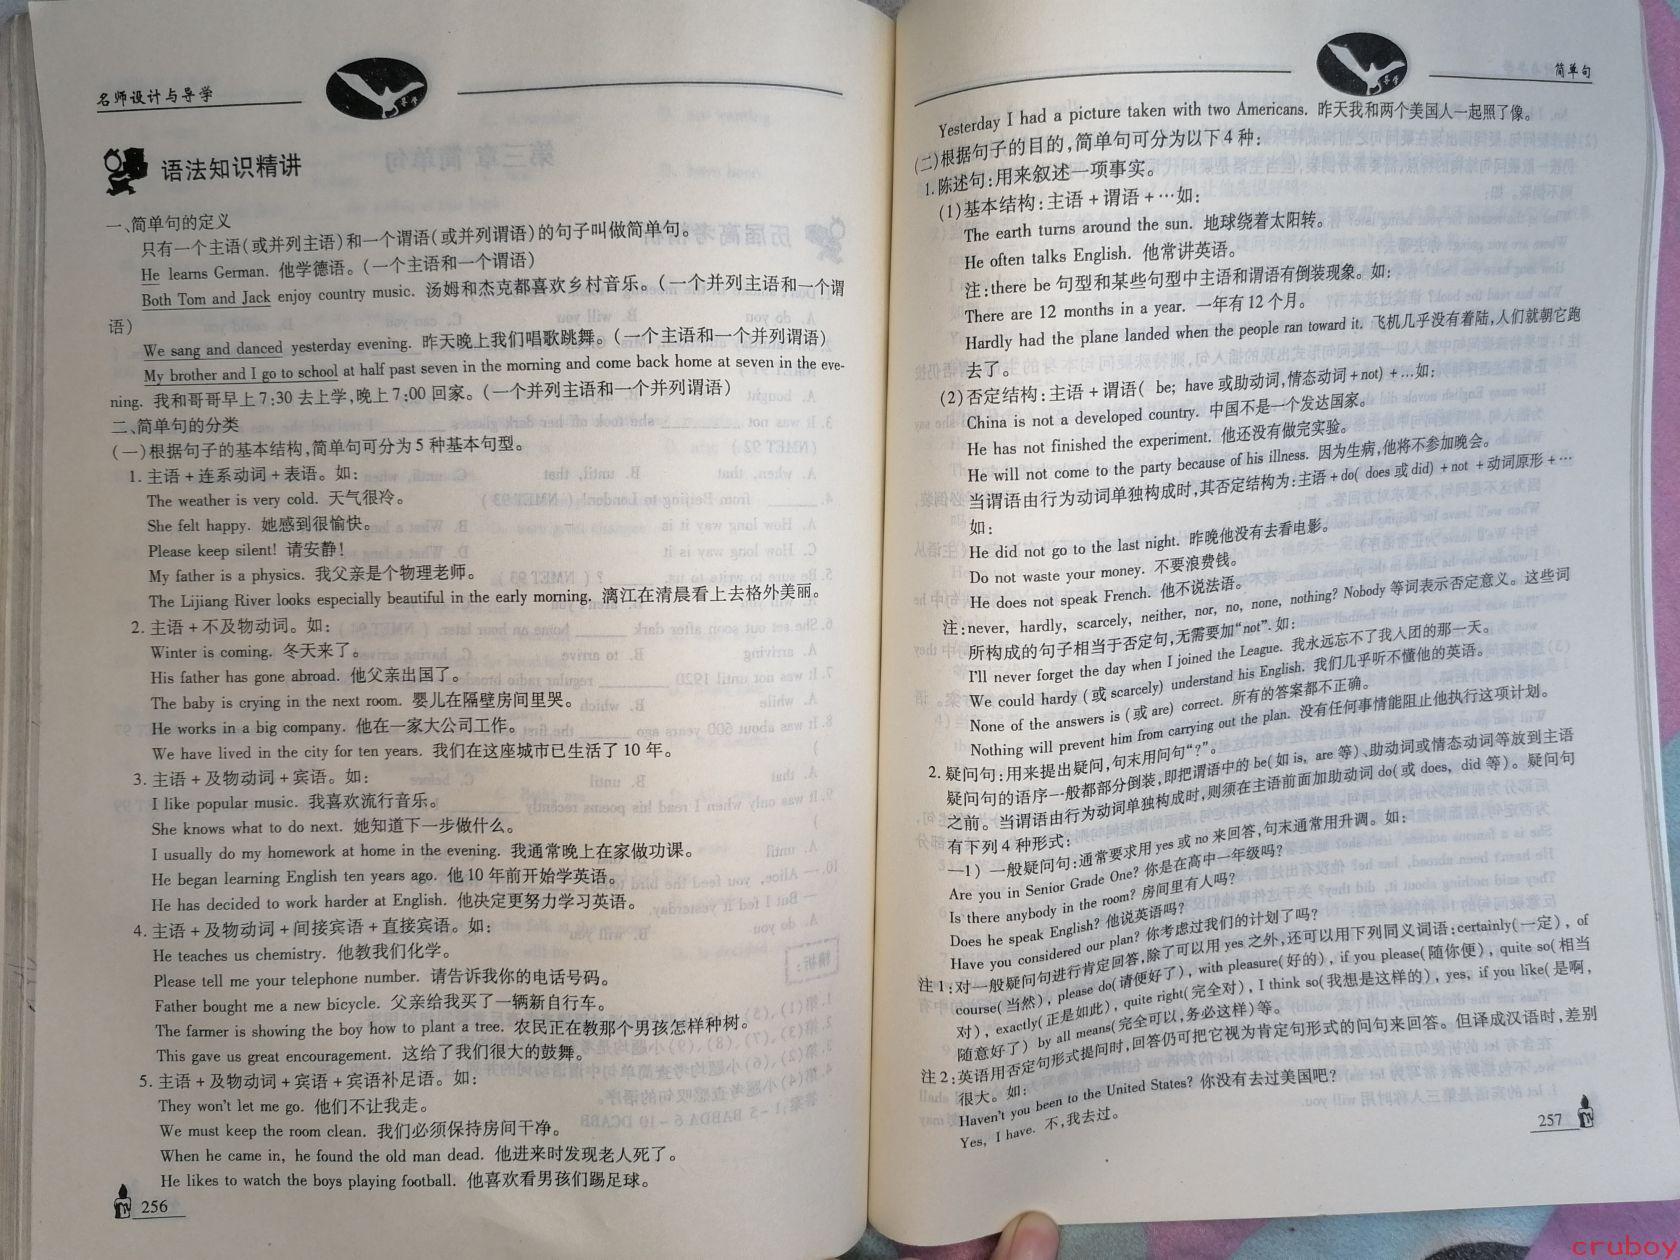 名师设计与导学
语法知识精讲
一、简单句的定义
只有一个主语(或并列主语)和一个谓语(或并列谓语)的句子叫做简单句。
He learns German. 他学德语。(一个主语和一个谓语)
Both Tom and Jack enjoy country music. 汤姆和杰克都喜欢乡村音乐。(一个并列主语和一个谓
语)
We sang and danced yesterday evening. 昨天晚上我们唱歌跳舞。(一个主语和一个并列谓语)
My brother and I go to school at half past seven in the morning and come back home at seven in the eve-
ning. 我和哥哥早上7:30去上学,晚上7:00回家。(一个并列主语和一个并列谓语)
二、简单句的分类
(一)根据句子的基本结构,简单句可分为5种基本句型。
1. 主语+连系动词+表语。如:
The weather is very cold. 天气很冷。
She felt happy. 她感到很愉快。
Please keep silent! 请安静!
My father is a physics. 我父亲是个物理老师。
The Lijiang River looks especially beautiful in the early morning. 漓江在清晨看上去格外美丽。
2. 主语+不及物动词。如:
Winter is coming. 冬天来了。
His father has gone abroad. 他父亲出国了。
The baby is crying in the next room. 婴儿在隔壁房间里哭。
He works in a big company. 他在一家大公司工作。
We have lived in the city for ten years. 我们在这座城市已生活了10年。
3. 主语+及物动词+宾语。如:
I like popular music. 我喜欢流行音乐。
She knows what to do next. 她知道下一步做什么。
I usually do my homework at home in the evening. 我通常晚上在家做功课。
He began learning English ten years ago. 他10年前开始学英语。
He has decided to work harder at English. 他决定更努力学习英语。
4. 主语+及物动词+间接宾语+直接宾语。如:
He teaches us chemistry. 他教我们化学。
Please tell me your telephone number. 请告诉我你的电话号码。
Father bought me a new bicycle. 父亲给我买了一辆新自行车。
The farmer is showing the boy how to plant a tree. 农民正在教那个男孩怎样种树。
This gave us great encouragement. 这给了我们很大的鼓舞。
5. 主语+及物动词+宾语+宾语补足语。如:
They won't let me go. 他们不让我走。
We must keep the room clean. 我们必须保持房间干净。
When he came in, he found the old man dead. 他进来时发现老人死了。
He likes to watch the boys playing football. 他喜欢看男孩们踢足球。
256
简单句
Yesterday I had a picture taken with two Americans. 昨天我和两个美国人一起照了像。
(二)根据句子的目的,简单句可分为以下4种:
1. 陈述句:用来叙述一项事实。
(1)基本结构:主语+谓语+…如:
The earth turns around the sun. 地球绕着太阳转。
He often talks English. 他常讲英语。
注:there be 句型和某些句型中主语和谓语有倒装现象。如:
There are 12 months in a year. 一年有12个月。
Hardly had the plane landed when the people ran toward it. 飞机几乎没有着陆,人们就朝它跑
去了。
(2)否定结构:主语+谓语( be; have 或助动词,情态动词+not)+…如:
China is not a developed country. 中国不是一个发达国家。
He has not finished the experiment. 他还没有做完实验。
He will not come to the party because of his illness. 因为生病,他将不参加晚会。
当谓语由行为动词单独构成时,其否定结构为:主语+do( does 或 did)+not+动词原形+…
如:
He did not go to the last night. 昨晚他没有去看电影。
Do not waste your money. 不要浪费钱。
He does not speak French. 他不说法语。
注:never, hardly, scarcely, neither, nor, no, none, nothing? Nobody 等词表示否定意义。这些词
所构成的句子相当于否定句,无需要加“not”.如:
I'll never forget the day when I joined the League. 我永远忘不了我入团的那一天。
We could hardy (或 scarcely) understand his English. 我们几乎听不懂他的英语。
None of the answers is (或 are) correct. 所有的答案都不正确。
Nothing will prevent him from carrying out the plan. 没有任何事情能阻止他执行这项计划。
2. 疑问句:用来提出疑问,句末用问句“?”。
疑问句的语序一般都部分倒装,即把谓语中的 be(如 is, are 等)、助动词或情态动词等放到主语
之前。当谓语由行为动词单独构成时,则须在主语前面加助动词 do(或 does, did 等)。疑问句
有下列4种形式:
—1) 一般疑问句:通常要求用 yes 或 no 来回答,句末通常用升调。如:
Are you in Senior Grade One? 你是在高中一年级吗?
Is there anybody in the room? 房间里有人吗?
Does he speak English? 他说英语吗?
Have you considered our plan? 你考虑过我们的计划了吗?
注1:对一般疑问句进行肯定回答,除了可以用 yes 之外,还可以用下列同义词语:certainly(一定), of
course(当然), please do(请便好了), with pleasure(好的), if you please(随你便), quite so(相当
对), exactly(正是如此), quite right(完全对), I think so(我想是这样的), yes, if you like(是啊,
随意好了) by all means(完全可以,务必这样)等。
注2:英语用否定句形式提问时,回答仍可把它视为肯定句形式的问句来回答。但译成汉语时,差别
很大。如:
Haven't you been to the United States? 你没有去过美国吧?
Yes, I have. 不,我去过。
257
cruboy